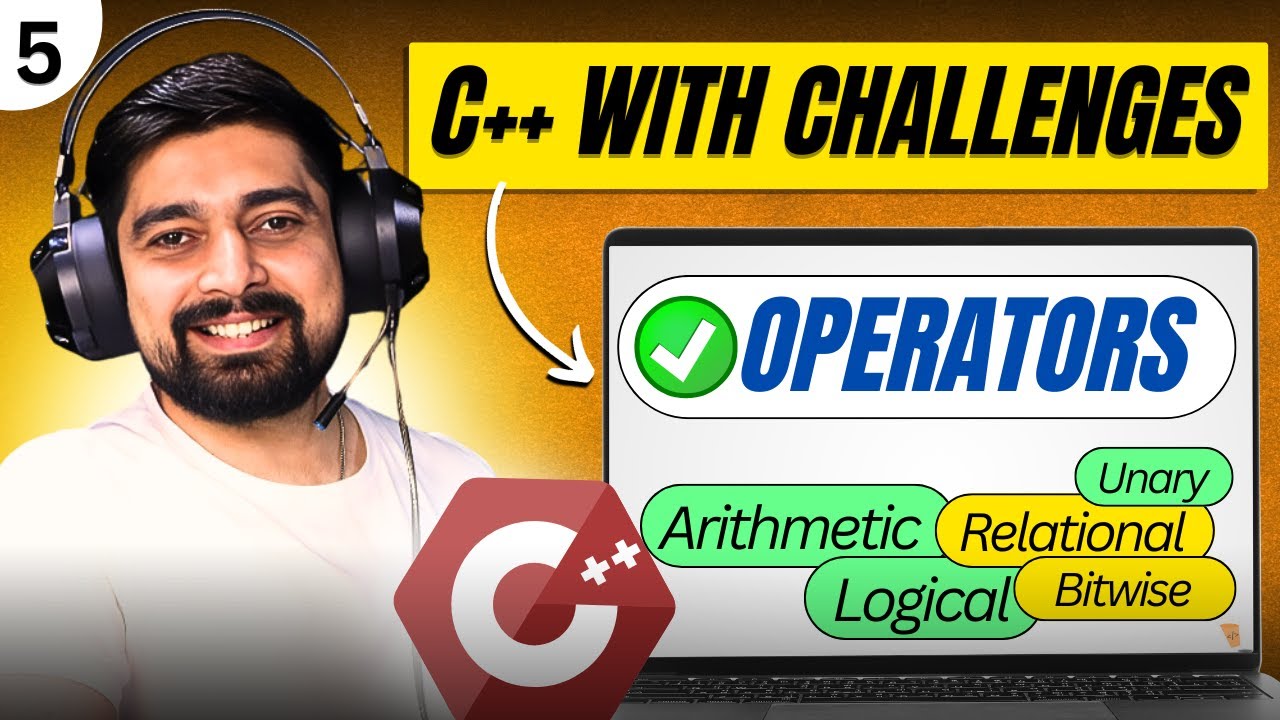 5
C++ WITH CHALLENGES
OPERATORS
Unary
Arithmetic
Relational
Logical
Bitwise
C++